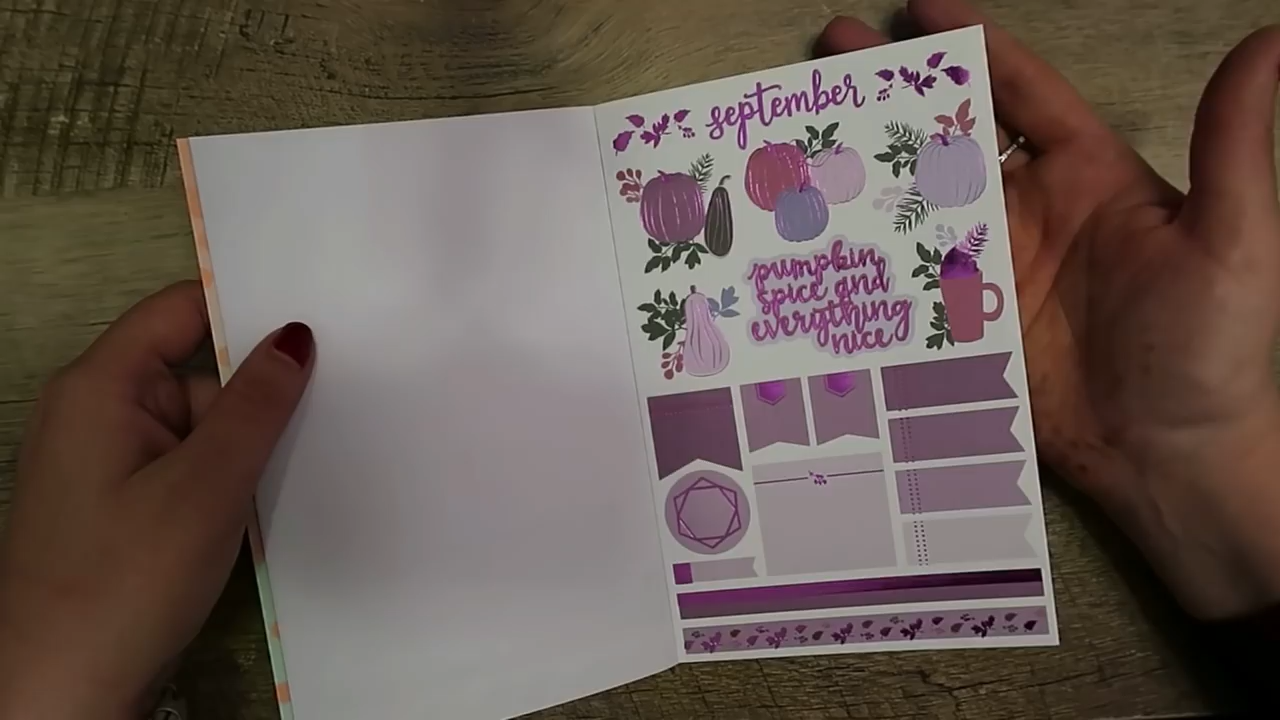 september
pumpkin
spice and
everything
nice